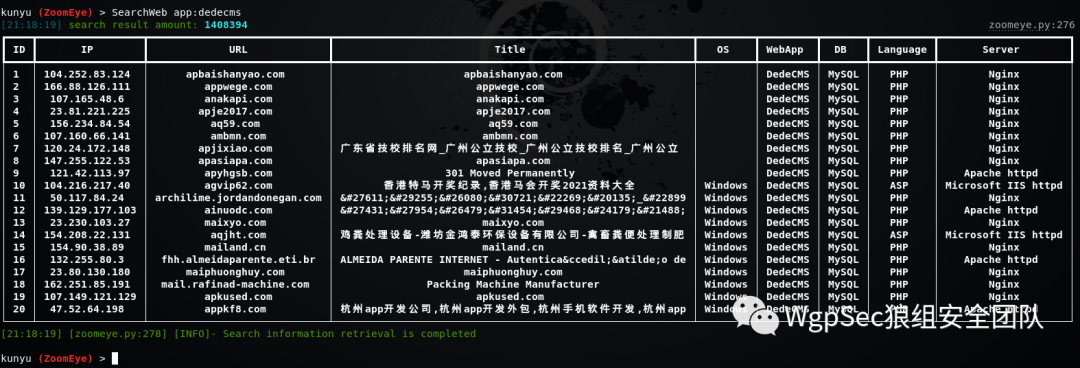 kunyu (ZoomEye) > SearchWeb app:dedecms
[21:18:19] search result amount: 1408394 zoomeye.py:276
ID IP URL Title OS WebApp DB Language Server
1 104.252.83.124 apbaishanyao.com apbaishanyao.com DedeCMS MySQL PHP Nginx
2 166.88.126.111 appwege.com appwege.com DedeCMS MySQL PHP Nginx
3 107.165.48.6 anakapi.com anakapi.com DedeCMS MySQL PHP Nginx
4 23.81.221.225 apje2017.com apje2017.com DedeCMS MySQL PHP Nginx
5 156.234.84.54 aq59.com aq59.com DedeCMS MySQL PHP Nginx
6 107.160.66.141 ambmn.com ambmn.com DedeCMS MySQL PHP Nginx
7 120.24.172.148 apjixiao.com 广东省技校排名网_广州公立技校_广州公立技校排名_广州公立 DedeCMS MySQL PHP Nginx
8 147.255.122.53 apasiapa.com apasiapa.com DedeCMS MySQL PHP Nginx
9 121.42.113.97 apyhgsb.com 301 Moved Permanently DedeCMS MySQL PHP Apache httpd
10 104.216.217.40 agvip62.com 香港特马开奖纪录,香港马会开奖2021资料大全 Windows DedeCMS MySQL ASP Microsoft IIS httpd
11 50.117.84.24 archilime.jordandonegan.com &#27611;&#29255;&#26080;&#30721;&#22269;&#20135;_&#22899 Windows DedeCMS MySQL PHP Nginx
12 139.129.177.103 ainuodc.com &#27431;&#27954;&#26479;&#31454;&#29468;&#24179;&#21488; Windows DedeCMS MySQL PHP Apache httpd
13 23.230.103.27 maixyo.com maixyo.com Windows DedeCMS MySQL PHP Nginx
14 154.208.22.131 aqjht.com 鸡粪处理设备-潍坊金鸿泰环保设备有限公司-禽畜粪便处理制肥 Windows DedeCMS MySQL ASP Microsoft IIS httpd
15 154.90.38.89 mailand.cn mailand.cn Windows DedeCMS MySQL PHP Nginx
16 132.255.80.3 fhh.almeidaparente.eti.br ALMEIDA PARENTE INTERNET - Autentica&ccedil;&atilde;o de Windows DedeCMS MySQL PHP Apache httpd
17 23.80.130.180 maiphuonghuy.com maiphuonghuy.com Windows DedeCMS MySQL PHP Nginx
18 162.251.85.191 mail.rafinad-machine.com Packing Machine Manufacturer Windows DedeCMS MySQL PHP Nginx
19 107.149.121.129 apkused.com apkused.com Windows DedeCMS MySQL PHP Nginx
20 47.52.64.198 appkf8.com 杭州app开发公司,杭州app开发外包,杭州手机软件开发,杭州app Windows DedeCMS MySQL PHP Apache httpd
WgpSec狼组安全团队
[21:18:19] [zoomeye.py:278] [INFO]- Search information retrieval is completed
kunyu (ZoomEye) >